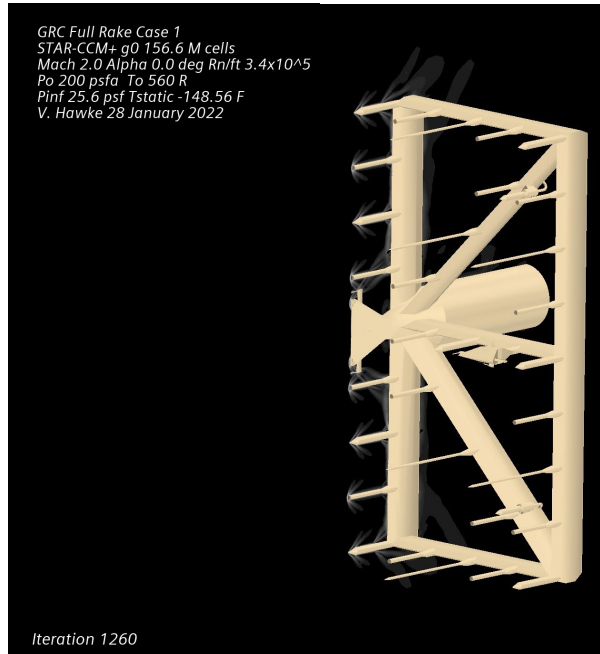 GRC Full Rake Case 1
STAR-CCM+ g0 156.6 M cells
Mach 2.0 Alpha 0.0 deg Rn/ft 3.4x10^5
Po 200 psfa  To 560 R
Pinf 25.6 psf Tstatic -148.56 F
V. Hawke 28 January 2022
Iteration 1260